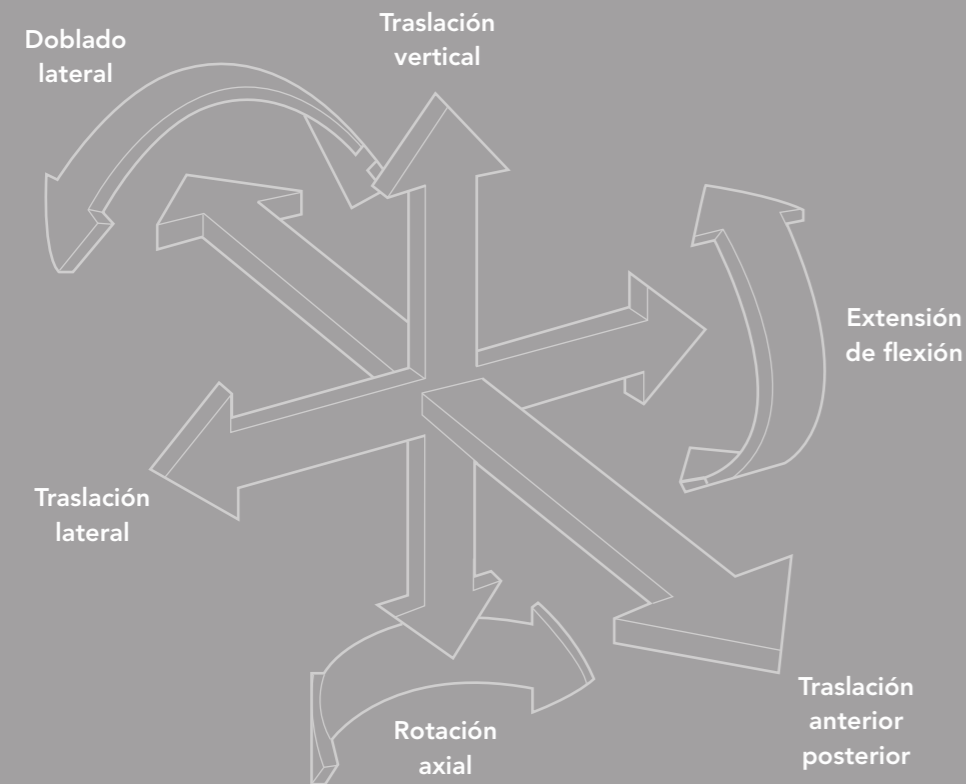 Traslación
vertical
Doblado
lateral
Extensión
de flexión
Traslación
lateral
Traslación
anterior
posterior
Rotación
axial